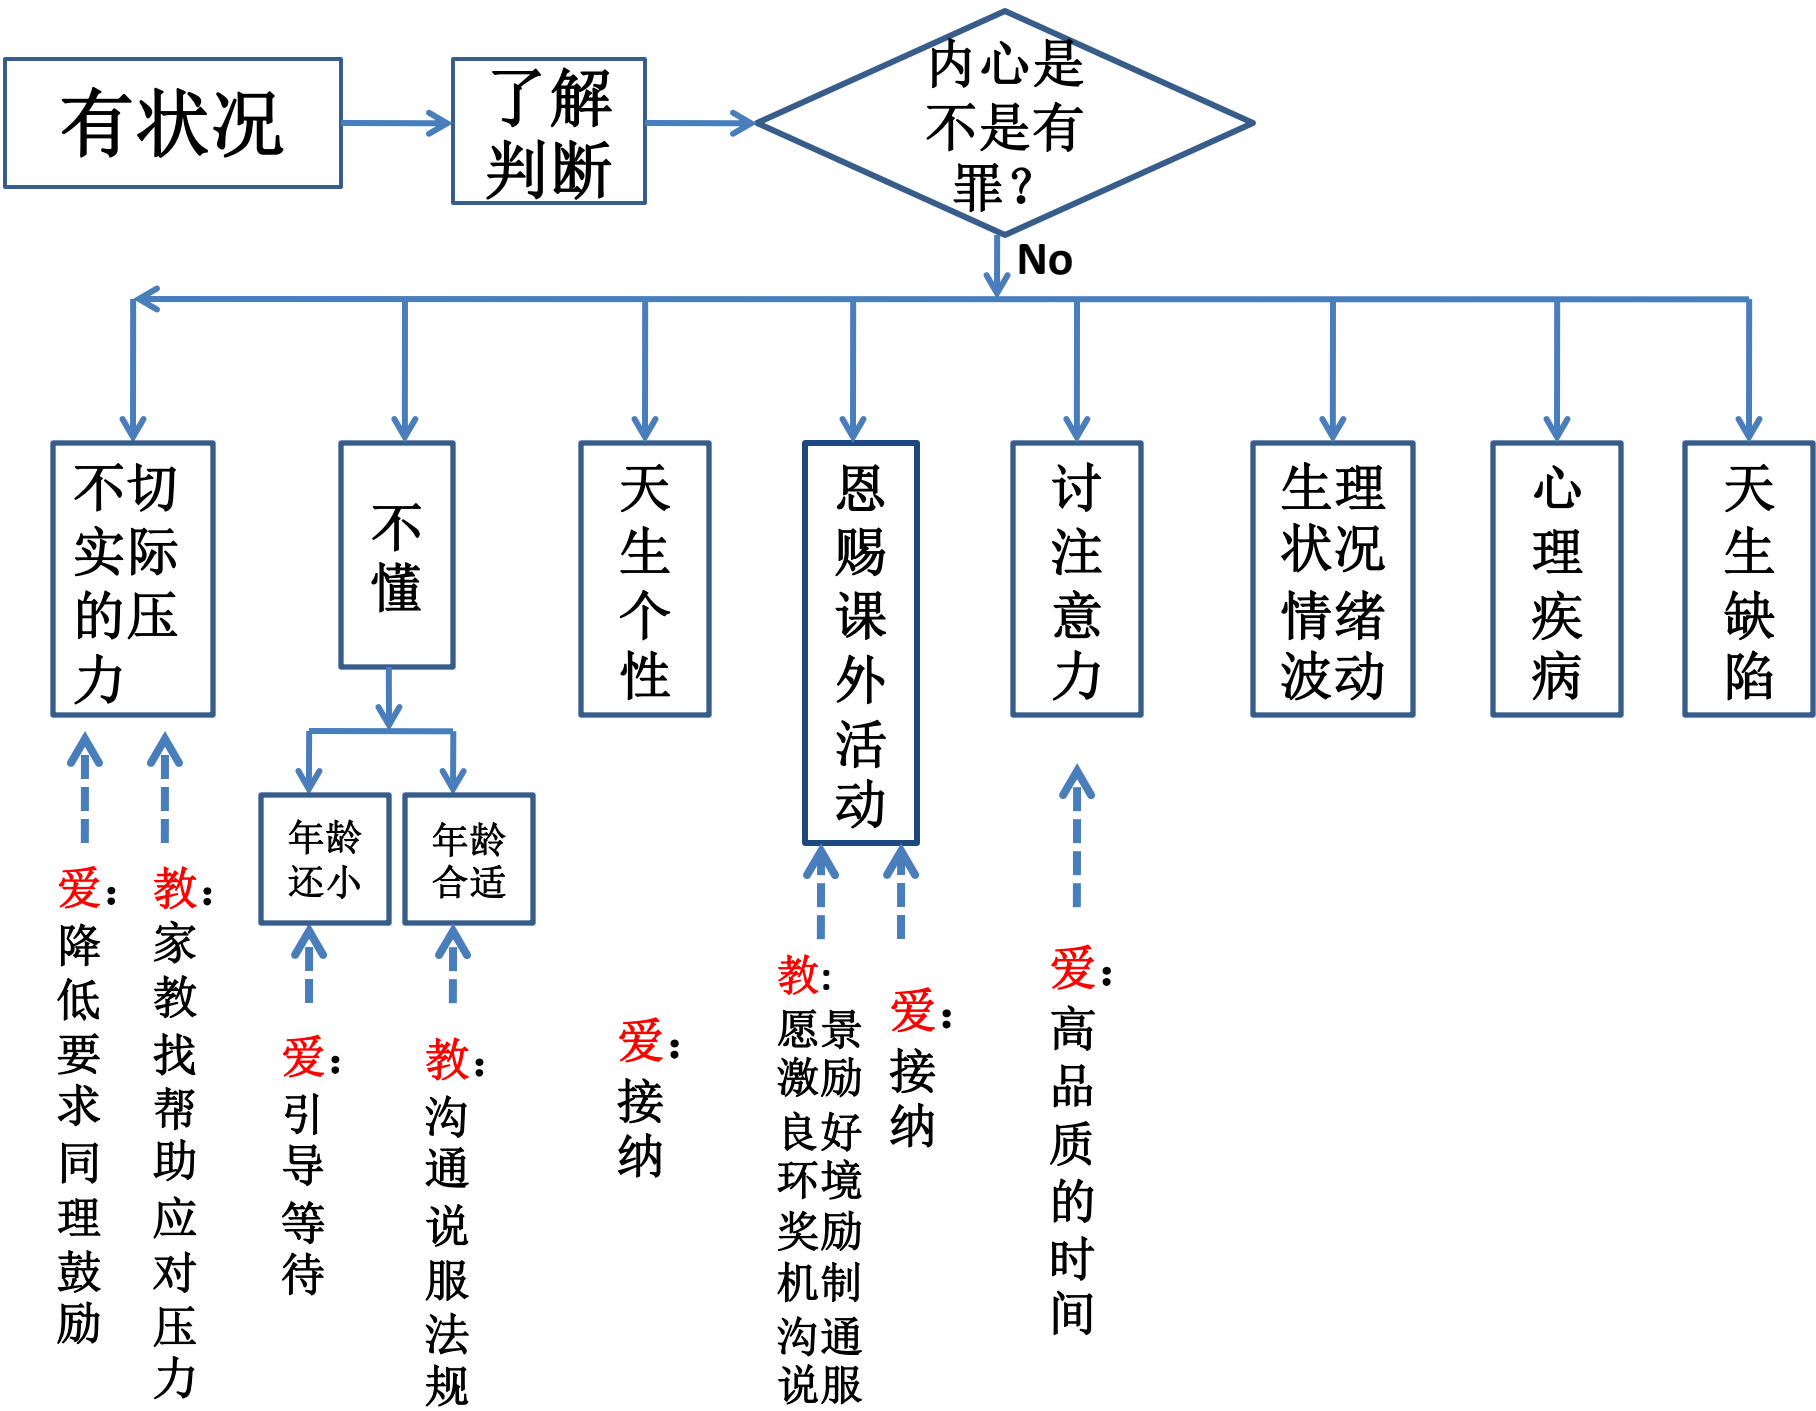 有状况
了解
判断
内心是
不是有
罪？
No
不切
实际
的压
力
不
懂
天
生
个
性
恩
赐
课
外
活
动
讨
注
意
力
生理
状况
情绪
波动
心
理
疾
病
天
生
缺
陷
年龄
还小
年龄
合适
爱：
降
低
要
求
同
理
鼓
励
教：
家
教
找
帮
助
应
对
压
力
爱：
引
导
等
待
教：
沟
通
说
服
法
规
爱：
接
纳
教:
愿景
激励
良好
环境
奖励
机制
沟通
说服
爱：
接
纳
爱：
高
品
质
的
时
间